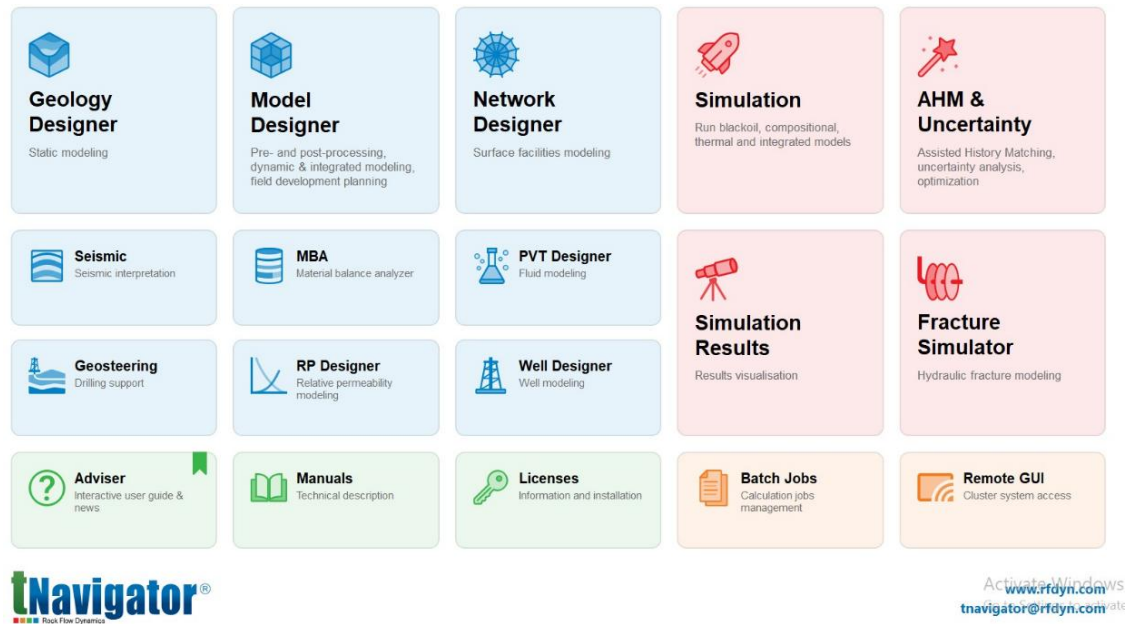 Geology
Designer
Static modeling
Model
Designer
Pre- and post-processing,
dynamic & integrated modeling,
field development planning
Network
Designer
Surface facilities modeling
Simulation
Run blackoil, compositional,
thermal and integrated models
AHM &
Uncertainty
Assisted History Matching,
uncertainty analysis,
optimization
Seismic
Seismic interpretation
MBA
Material balance analyzer
PVT Designer
Fluid modeling
Simulation
Results
Results visualisation
Fracture
Simulator
Hydraulic fracture modeling
Geosteering
Drilling support
RP Designer
Relative permeability
modeling
Well Designer
Well modeling
Adviser
Interactive user guide &
news
Manuals
Technical description
Licenses
Information and installation
Batch Jobs
Calculation jobs
management
Remote GUI
Cluster system access
tNavigator®
Rock Flow Dynamics
Activate Windows
www.rfdyn.com
tnavigator@rfdyn.com